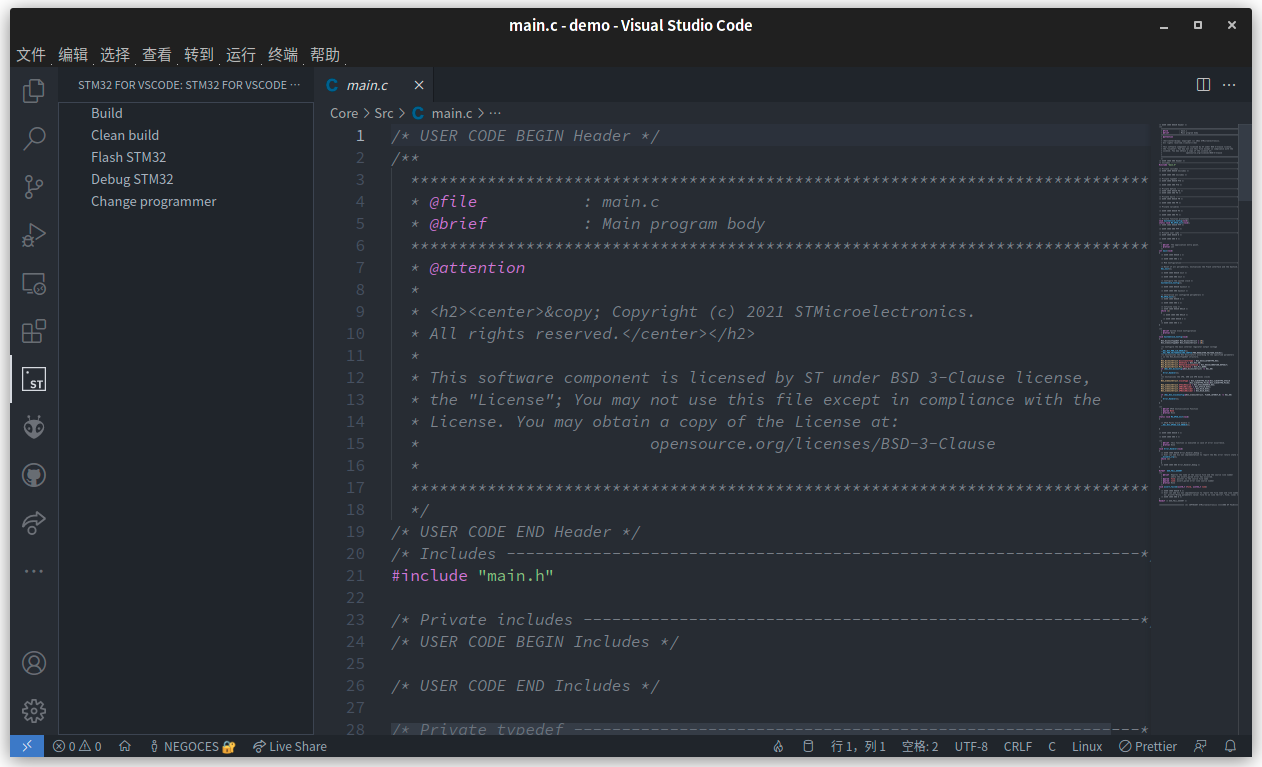 main.c - demo - Visual Studio Code
文件 编辑 选择 查看 转到 运行 终端 帮助
STM32 FOR VSCODE: STM32 FOR VSCODE ···
Build
Clean build
Flash STM32
Debug STM32
Change programmer
ST
C main.c ×
Core > Src > C main.c > ···
1 /* USER CODE BEGIN Header */
2 /**
3 *****************************************************************************
4 * @file : main.c
5 * @brief : Main program body
6 *****************************************************************************
7 * @attention
8 *
9 * <h2><center>&copy; Copyright (c) 2021 STMicroelectronics.
10 * All rights reserved.</center></h2>
11 *
12 * This software component is licensed by ST under BSD 3-Clause license,
13 * the "License"; You may not use this file except in compliance with the
14 * License. You may obtain a copy of the License at:
15 * opensource.org/licenses/BSD-3-Clause
16 *
17 *****************************************************************************
18 */
19 /* USER CODE END Header */
20 /* Includes ------------------------------------------------------------------*
21 #include "main.h"
22
23 /* Private includes ----------------------------------------------------------*
24 /* USER CODE BEGIN Includes */
25
26 /* USER CODE END Includes */
27
28 /* Private typedef -----------------------------------------------------------*
0 0 NEGOCES Live Share 行 1，列 1 空格: 2 UTF-8 CRLF C Linux Prettier